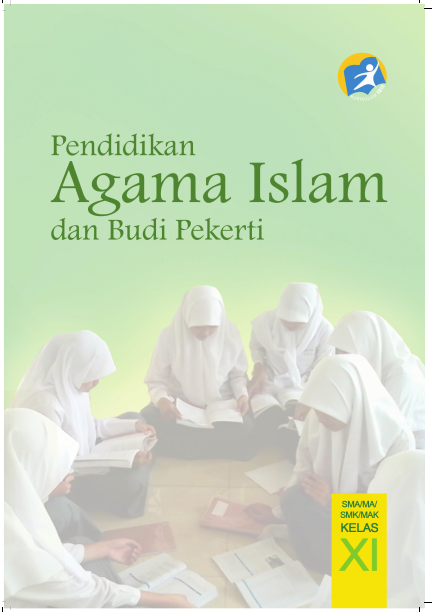 Pendidikan
Agama Islam
dan Budi Pekerti
SMA/MA/
SMK/MAK
KELAS
XI